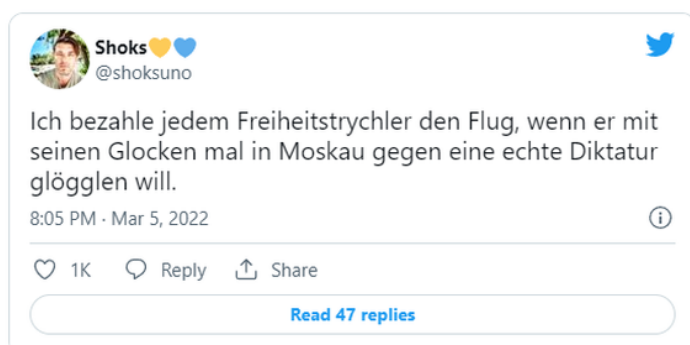 Shoks💛💙
@shoksuno
Ich bezahle jedem Freiheitstrychler den Flug, wenn er mit
seinen Glocken mal in Moskau gegen eine echte Diktatur
glögglen will.
8:05 PM · Mar 5, 2022
1K Reply Share
Read 47 replies